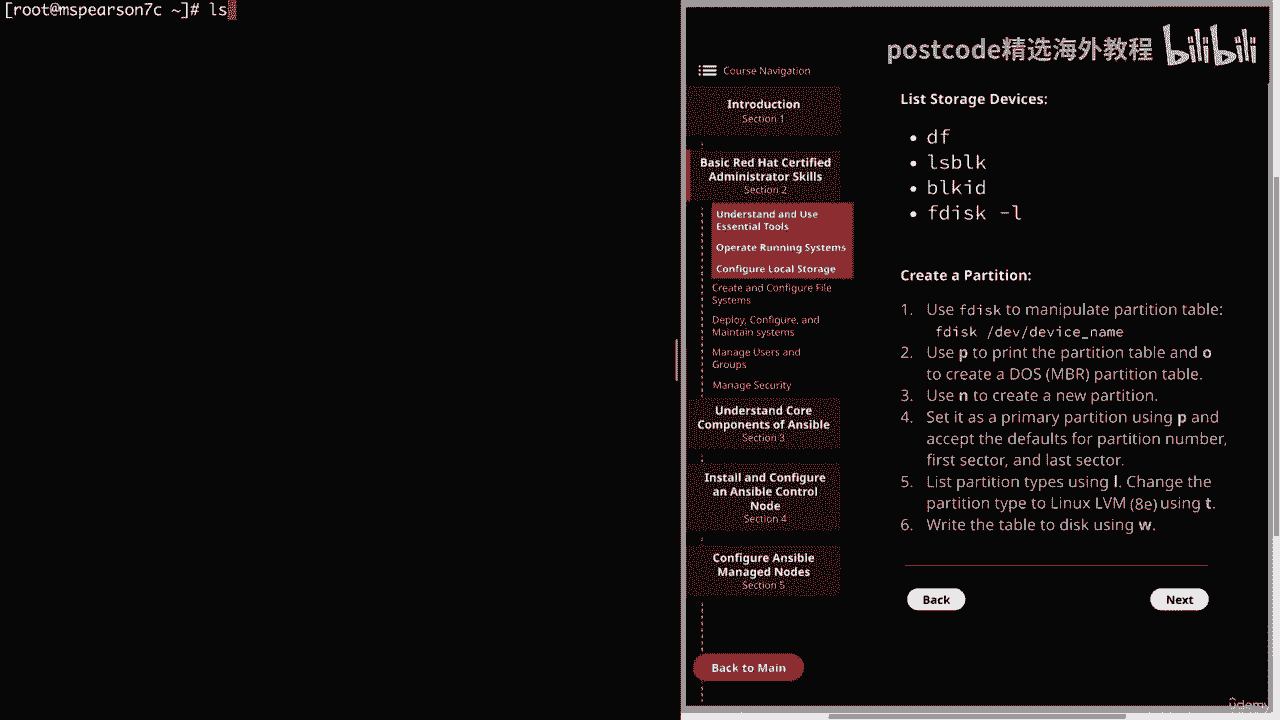 [root@mspearson7c ~]# ls
postcode精选海外教程 bilibili
Course Navigation
Introduction
Section 1
Basic Red Hat Certified
Administrator Skills
Section 2
Understand and Use
Essential Tools
Operate Running Systems
Configure Local Storage
Create and Configure File
Systems
Deploy, Configure, and
Maintain systems
Manage Users and
Groups
Manage Security
Understand Core
Components of Ansible
Section 3
Install and Configure
an Ansible Control
Node
Section 4
Configure Ansible
Managed Nodes
Section 5
Back to Main
List Storage Devices:
• df
• lsblk
• blkid
• fdisk -l
Create a Partition:
1. Use fdisk to manipulate partition table:
fdisk /dev/device_name
2. Use p to print the partition table and o
to create a DOS (MBR) partition table.
3. Use n to create a new partition.
4. Set it as a primary partition using p and
accept the defaults for partition number,
first sector, and last sector.
5. List partition types using l. Change the
partition type to Linux LVM (8e) using t.
6. Write the table to disk using w.
Back
Next
ûdemy